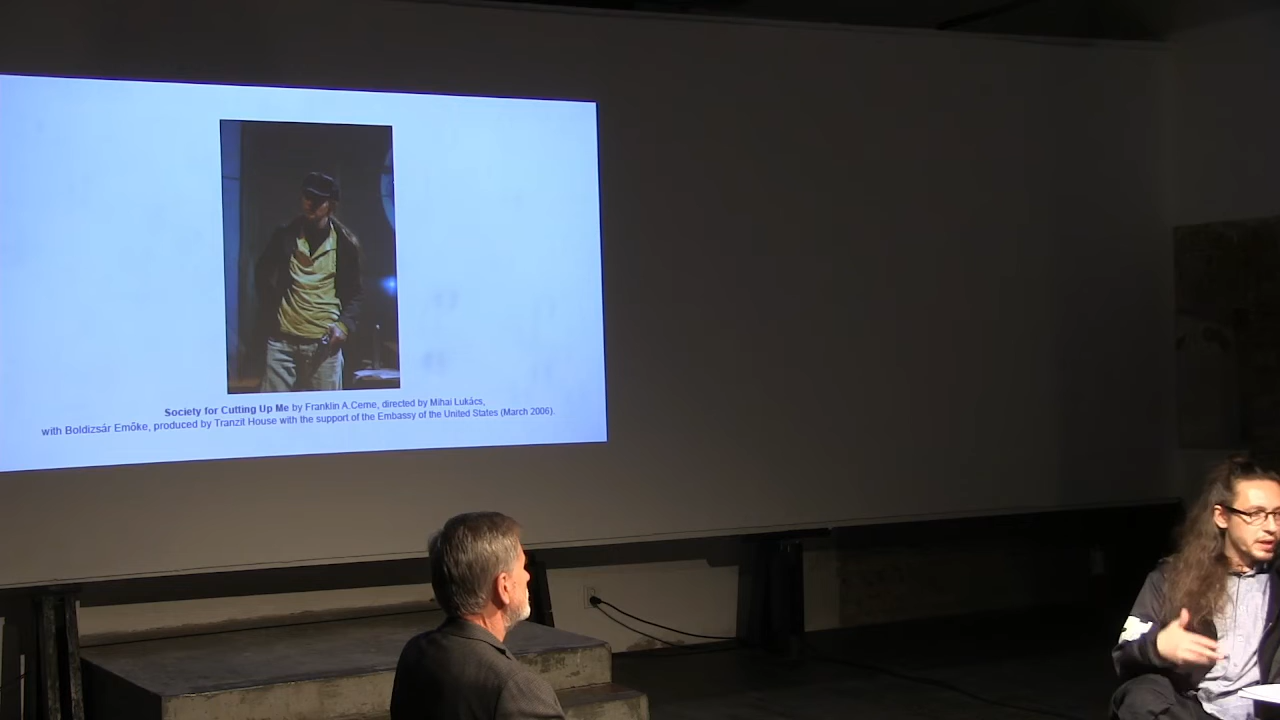 Society for Cutting Up Me by Franklin A.Cerne, directed by Mihai Lukács,
with Boldizsár Emőke, produced by Tranzit House with the support of the Embassy of the United States (March 2006).